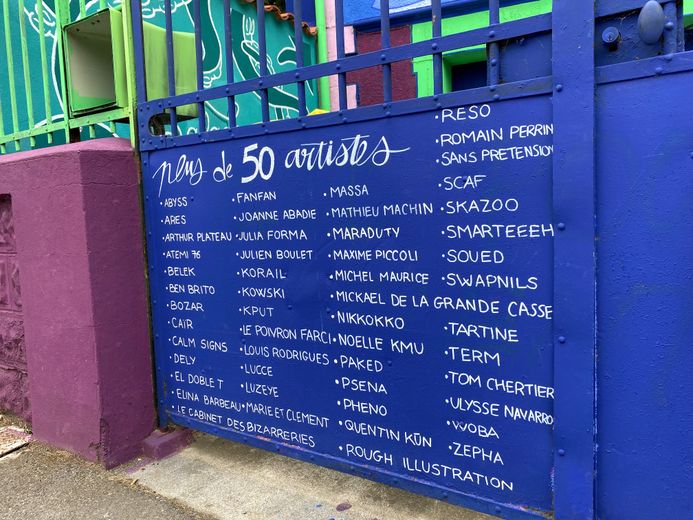 plus de 50 artistes
• ABYSS
• ARES
• ARTHUR PLATEAU
• ATEMI 76
• BELEK
• BEN BRITO
• BOZAR
• CAIR
• CALM SIGNS
• DELY
• EL DOBLE T
• ELINA BARBEAU
• LE CABINET DES BIZARRERIES
• FANFAN
• JOANNE ABADIE
• JULIA FORMA
• JULIEN BOULET
• KORAIL
• KOWSKI
• KPUT
• LE POIVRON FARCI
• LOUIS RODRIGUES
• LUCCE
• LUZEYE
• MARIE ET CLEMENT
• MASSA
• MATHIEU MACHIN
• MARADUTY
• MAXIME PICCOLI
• MICHEL MAURICE
• MICKAEL DE LA GRANDE CASSE
• NIKKOKKO
• NOELLE KMU
• PAKED
• PSENA
• PHENO
• QUENTIN KÜN
• ROUGH ILLUSTRATION
• RESO
• ROMAIN PERRIN
• SANS PRETENSION
• SCAF
• SKAZOO
• SMARTEEEH
• SOUED
• SWAPNILS
• TARTINE
• TERM
• TOM CHERTIER
• ULYSSE NAVARRO
• WOBA
• ZEPHA